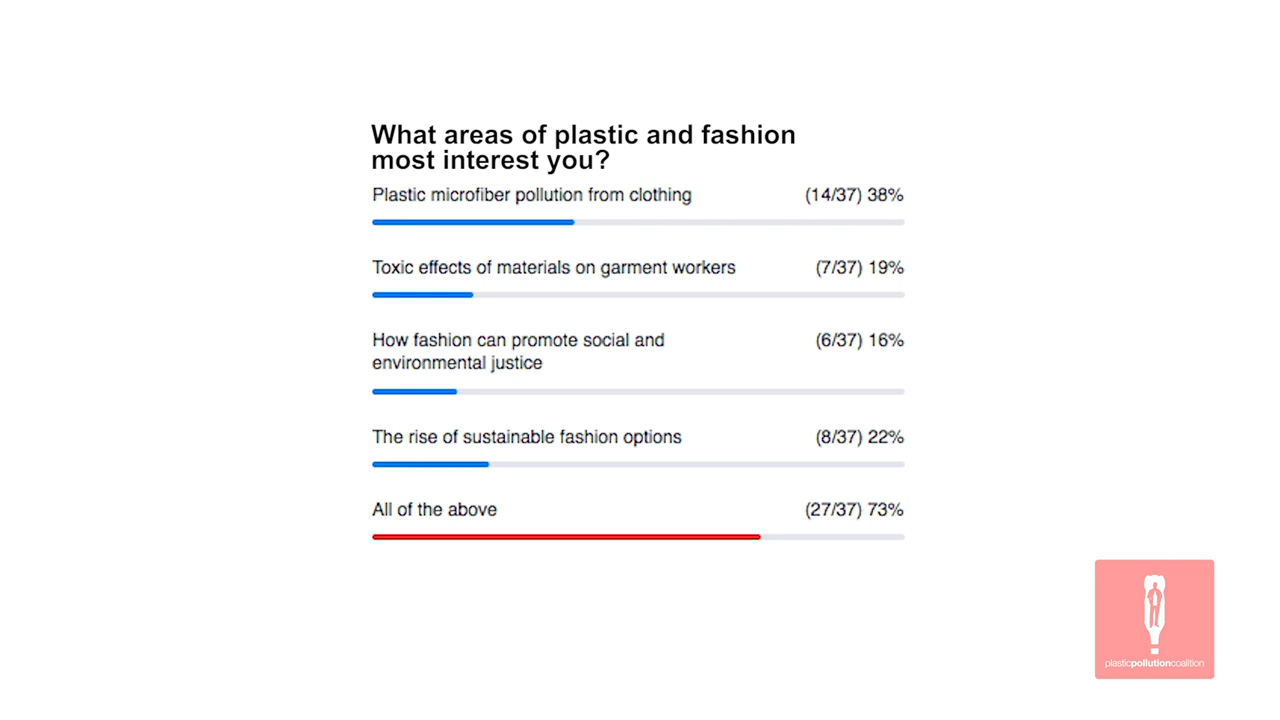 What areas of plastic and fashion
most interest you?
Plastic microfiber pollution from clothing (14/37) 38%
Toxic effects of materials on garment workers (7/37) 19%
How fashion can promote social and (6/37) 16%
environmental justice
The rise of sustainable fashion options (8/37) 22%
All of the above (27/37) 73%
plasticpollutioncoalition